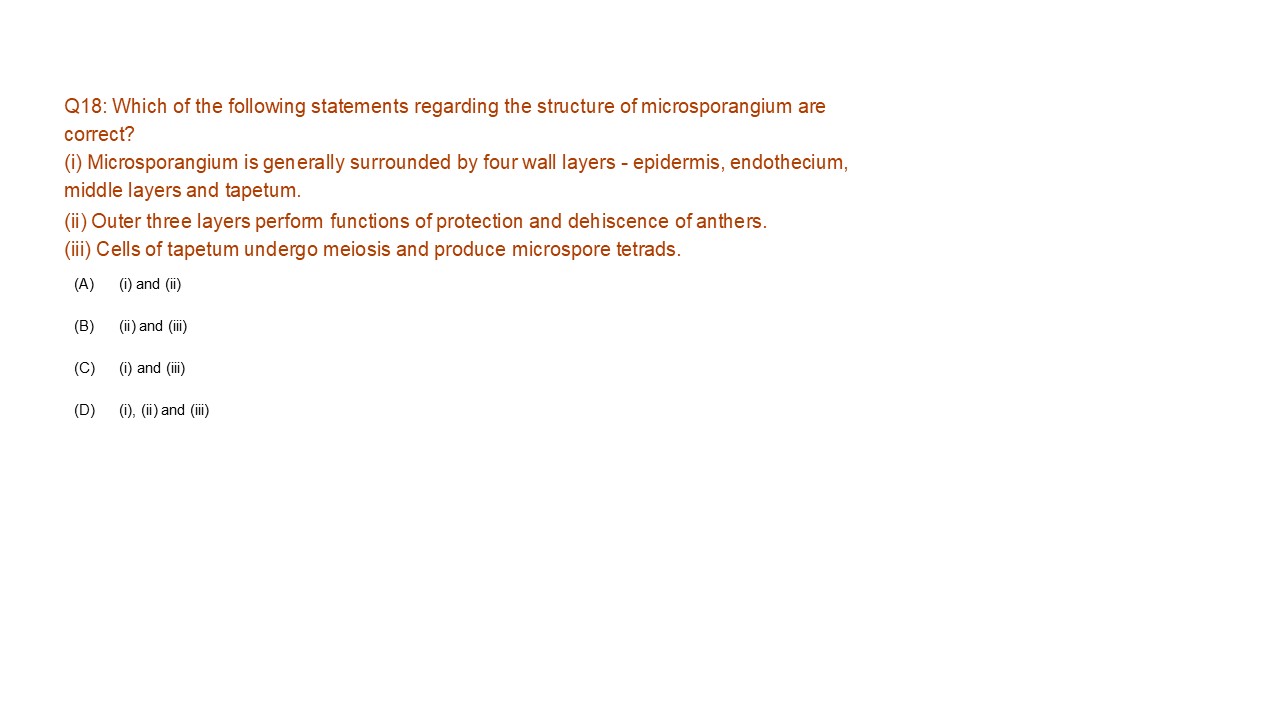 Q18: Which of the following statements regarding the structure of microsporangium are
correct?
(i) Microsporangium is generally surrounded by four wall layers - epidermis, endothecium,
middle layers and tapetum.
(ii) Outer three layers perform functions of protection and dehiscence of anthers.
(iii) Cells of tapetum undergo meiosis and produce microspore tetrads.
(A) (i) and (ii)
(B) (ii) and (iii)
(C) (i) and (iii)
(D) (i), (ii) and (iii)